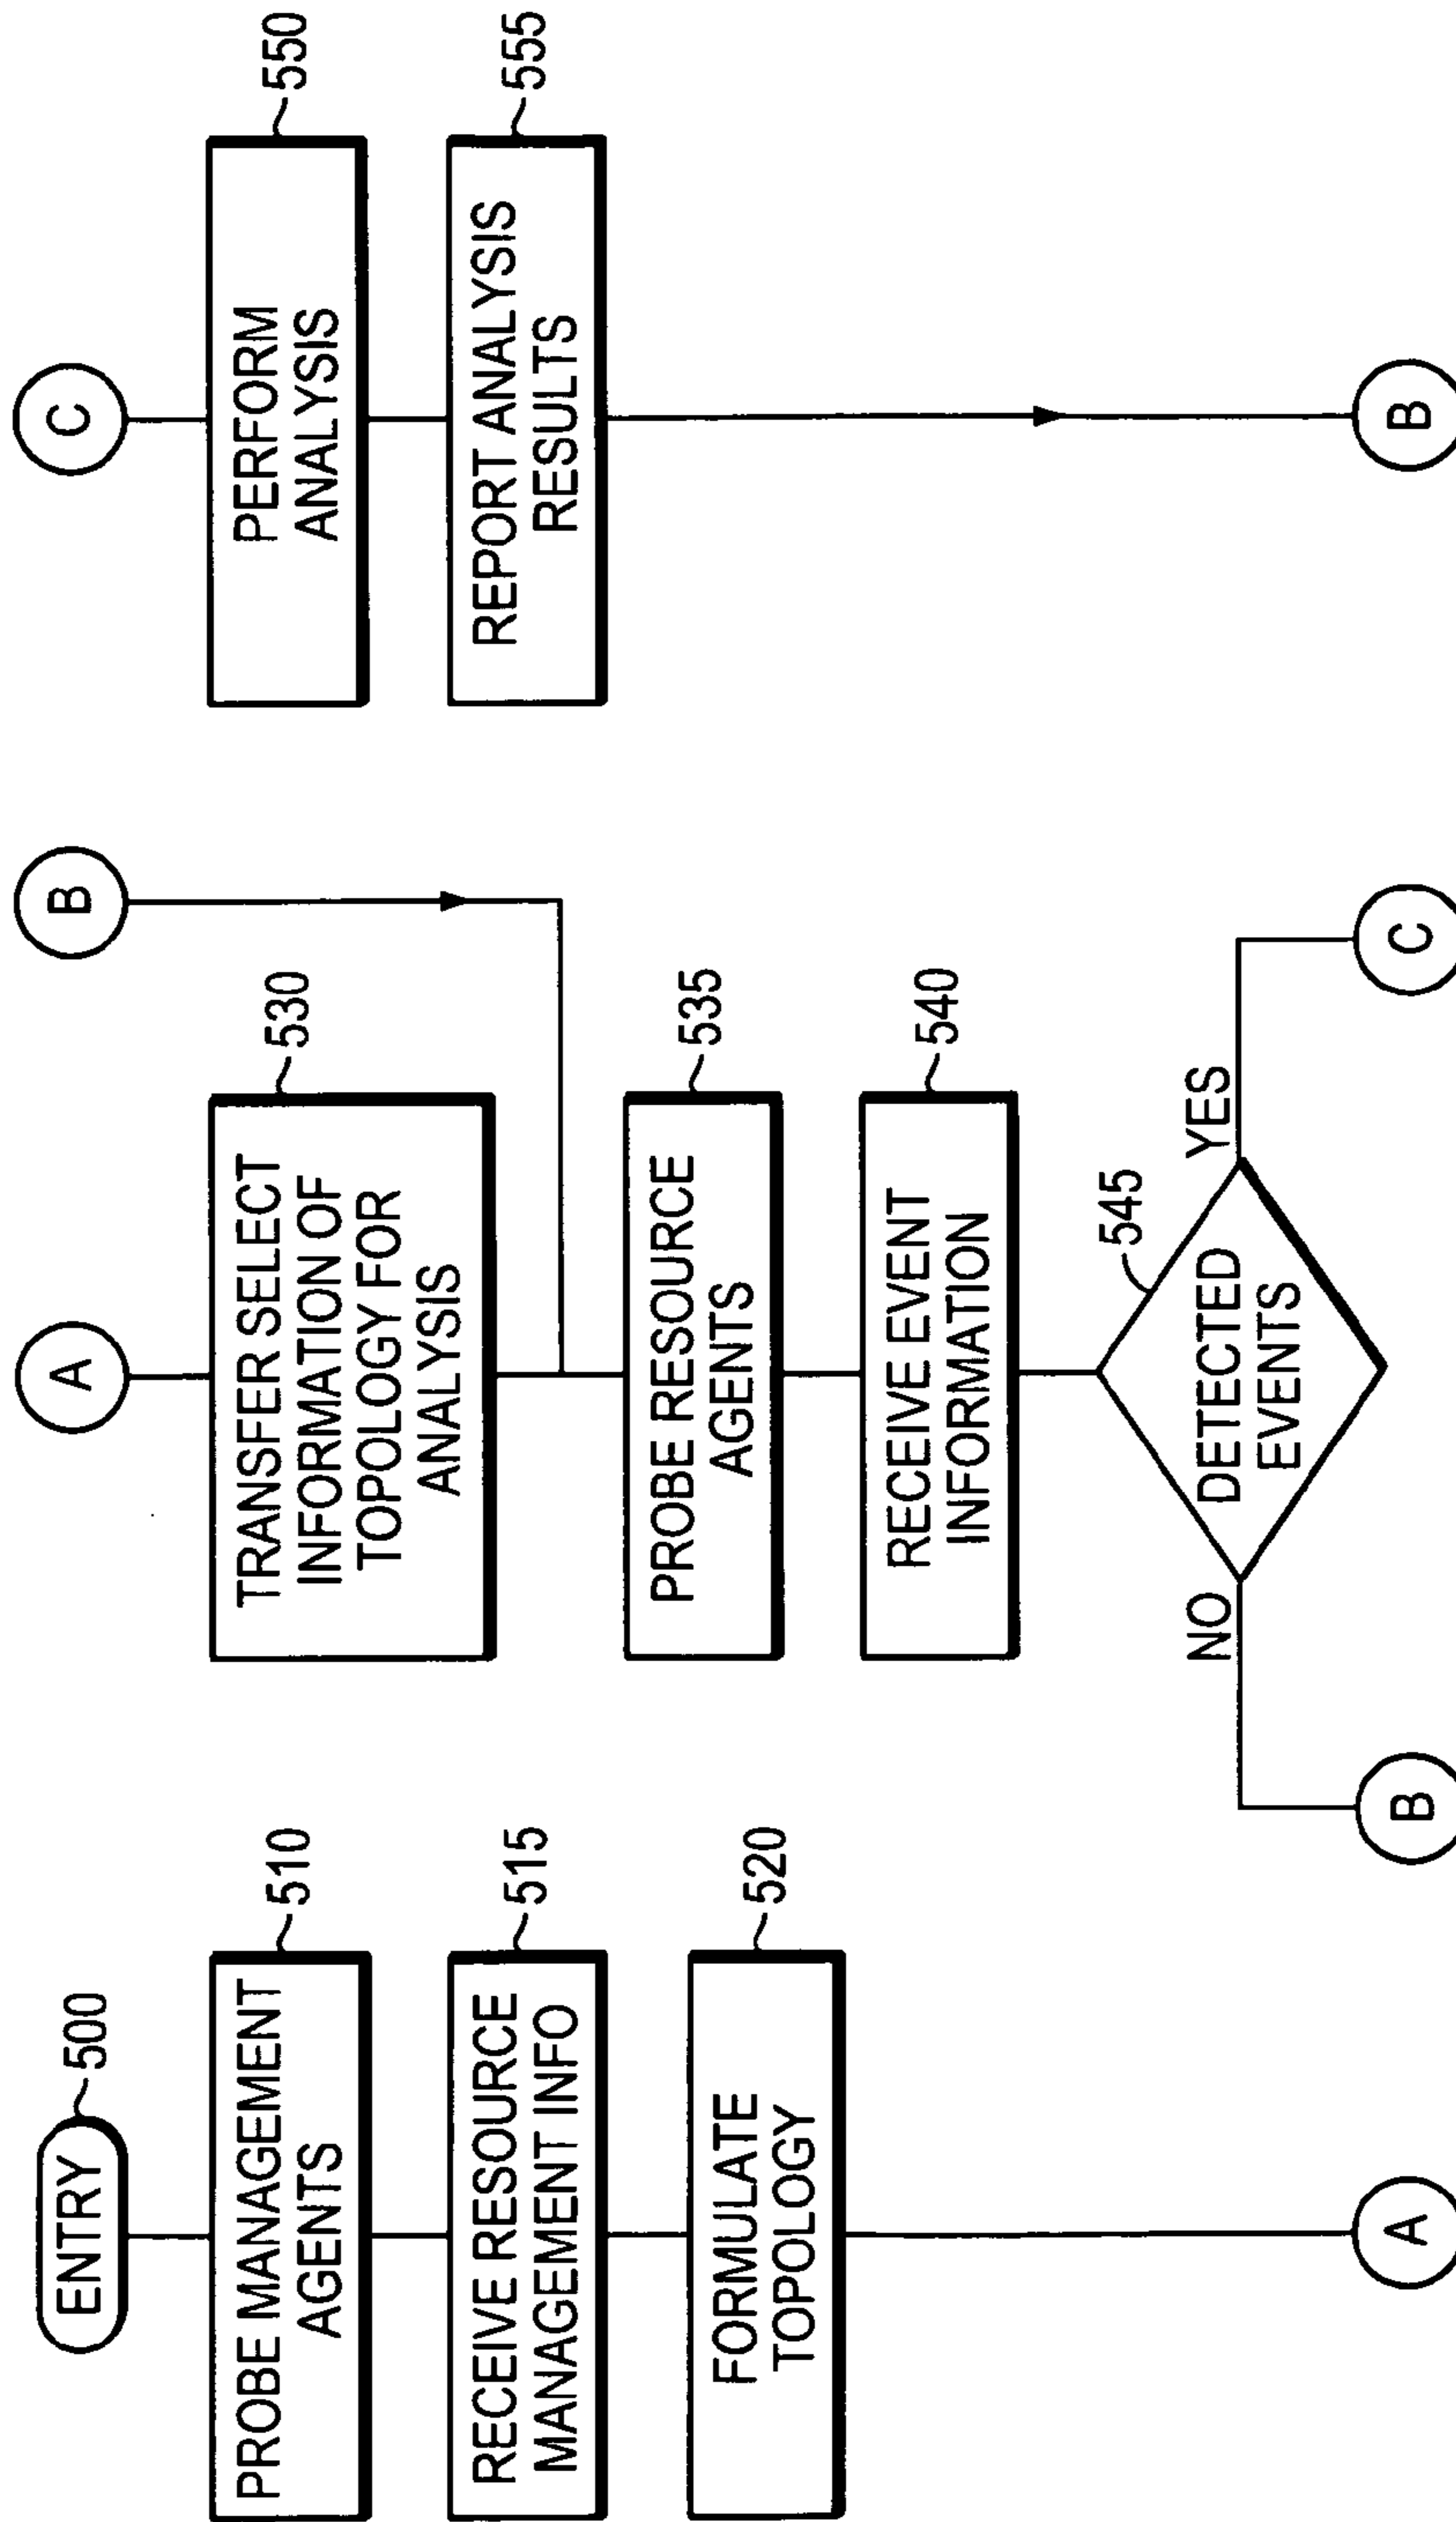 ENTRY
500
PROBE MANAGEMENT
AGENTS
510
RECEIVE RESOURCE
MANAGEMENT INFO
515
FORMULATE
TOPOLOGY
520
A
A
TRANSFER SELECT
INFORMATION OF
TOPOLOGY FOR
ANALYSIS
530
B
PROBE RESOURCE
AGENTS
535
RECEIVE EVENT
INFORMATION
540
DETECTED
EVENTS
545
NO
YES
B
C
C
PERFORM
ANALYSIS
550
REPORT ANALYSIS
RESULTS
555
B